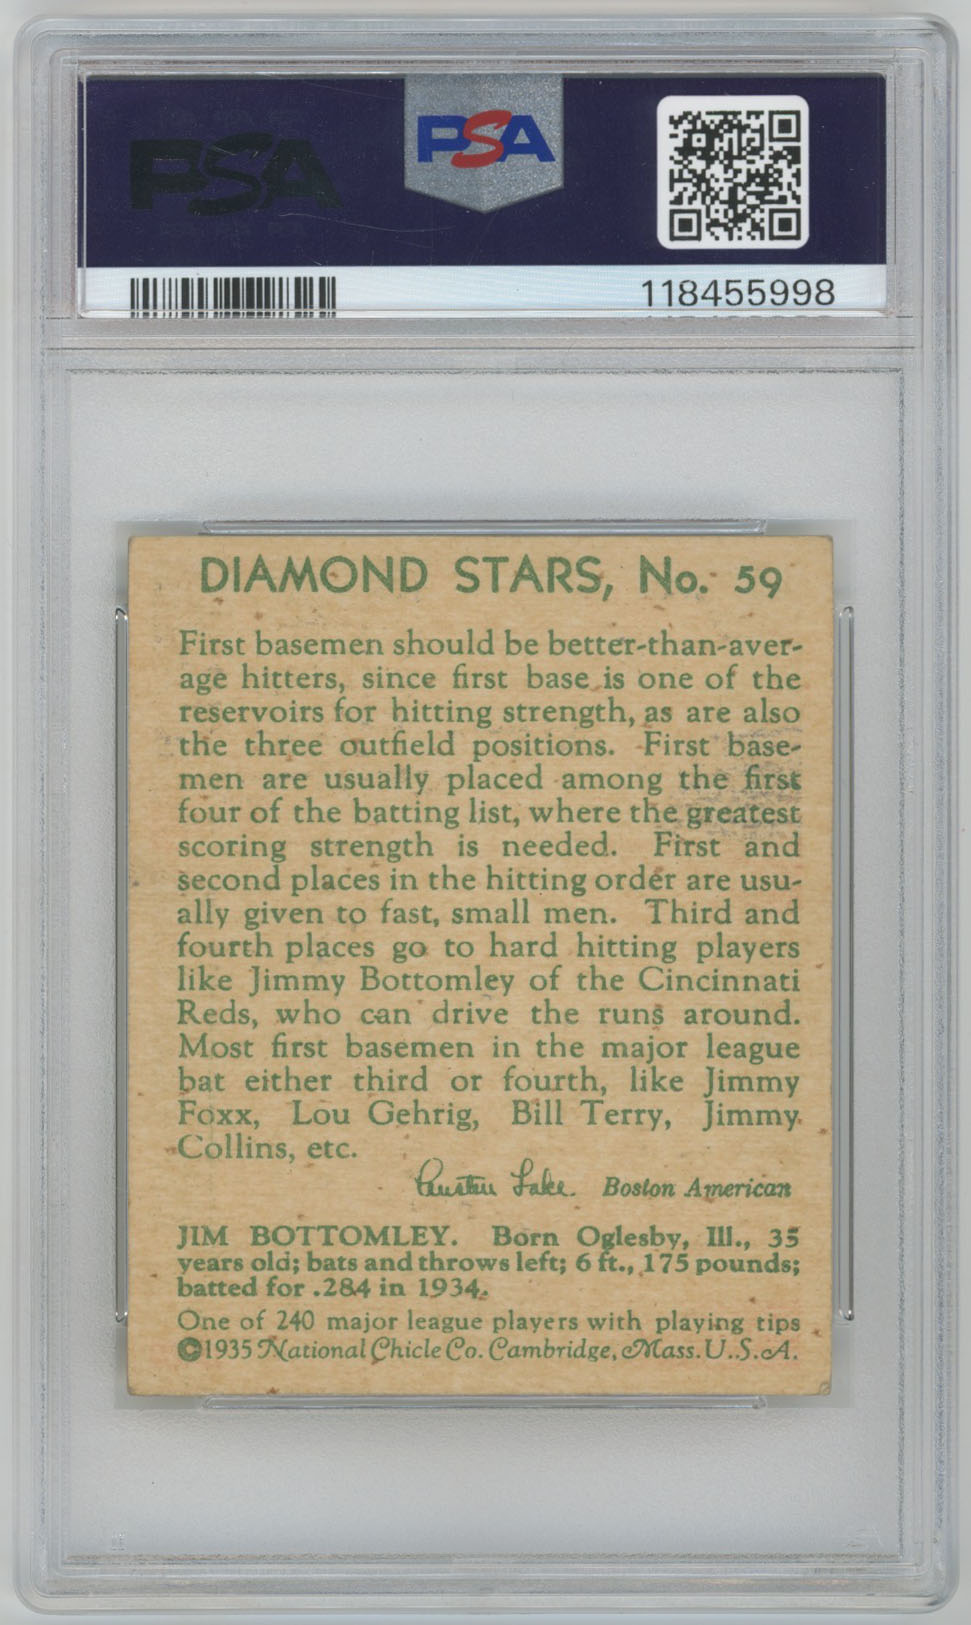 PSA
PSA
118455998
DIAMOND STARS, No. 59
First basemen should be better-than-aver-
age hitters, since first base is one of the
reservoirs for hitting strength, as are also
the three outfield positions. First base-
men are usually placed among the first
four of the batting list, where the greatest
scoring strength is needed. First and
second places in the hitting order are usu-
ally given to fast, small men. Third and
fourth places go to hard hitting players
like Jimmy Bottomley of the Cincinnati
Reds, who can drive the runs around.
Most first basemen in the major league
bat either third or fourth, like Jimmy
Foxx, Lou Gehrig, Bill Terry, Jimmy
Collins, etc.
Austen Lake. Boston American
JIM BOTTOMLEY. Born Oglesby, Ill., 35
years old; bats and throws left; 6 ft., 175 pounds;
batted for .284 in 1934.
One of 240 major league players with playing tips
©1935 National Chicle Co. Cambridge, Mass. U.S.A.